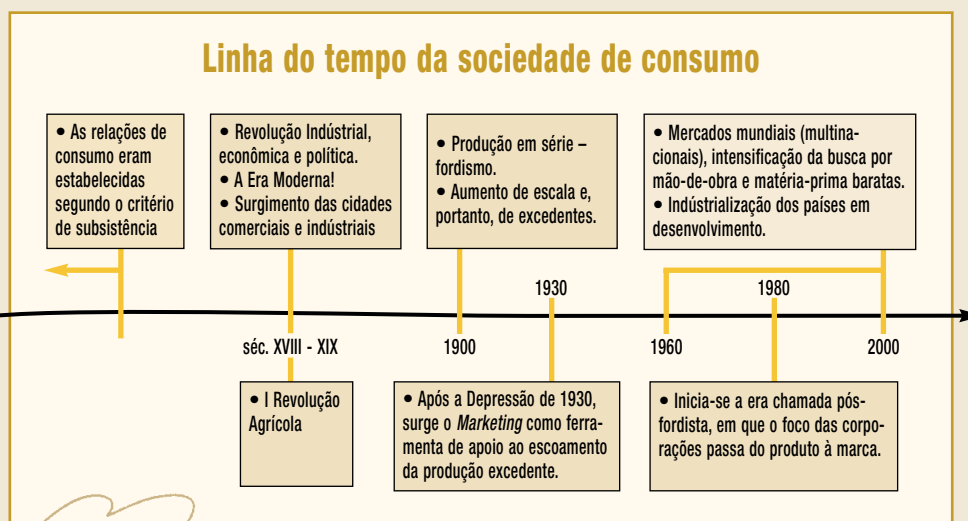 Linha do tempo da sociedade de consumo
• As relações de
consumo eram
estabelecidas
segundo o critério
de subsistência
• Revolução Indústrial,
econômica e política.
• A Era Moderna!
• Surgimento das cidades
comerciais e indústriais
• Produção em série –
fordismo.
• Aumento de escala e,
portanto, de excedentes.
• Mercados mundiais (multina-
cionais), intensificação da busca por
mão-de-obra e matéria-prima baratas.
• Indústrialização dos países em
desenvolvimento.
1930
1980
séc. XVIII - XIX
1900
1960
2000
• I Revolução
Agrícola
• Após a Depressão de 1930,
surge o Marketing como ferra-
menta de apoio ao escoamento
da produção excedente.
• Inicia-se a era chamada pós-
fordista, em que o foco das corpo-
rações passa do produto à marca.